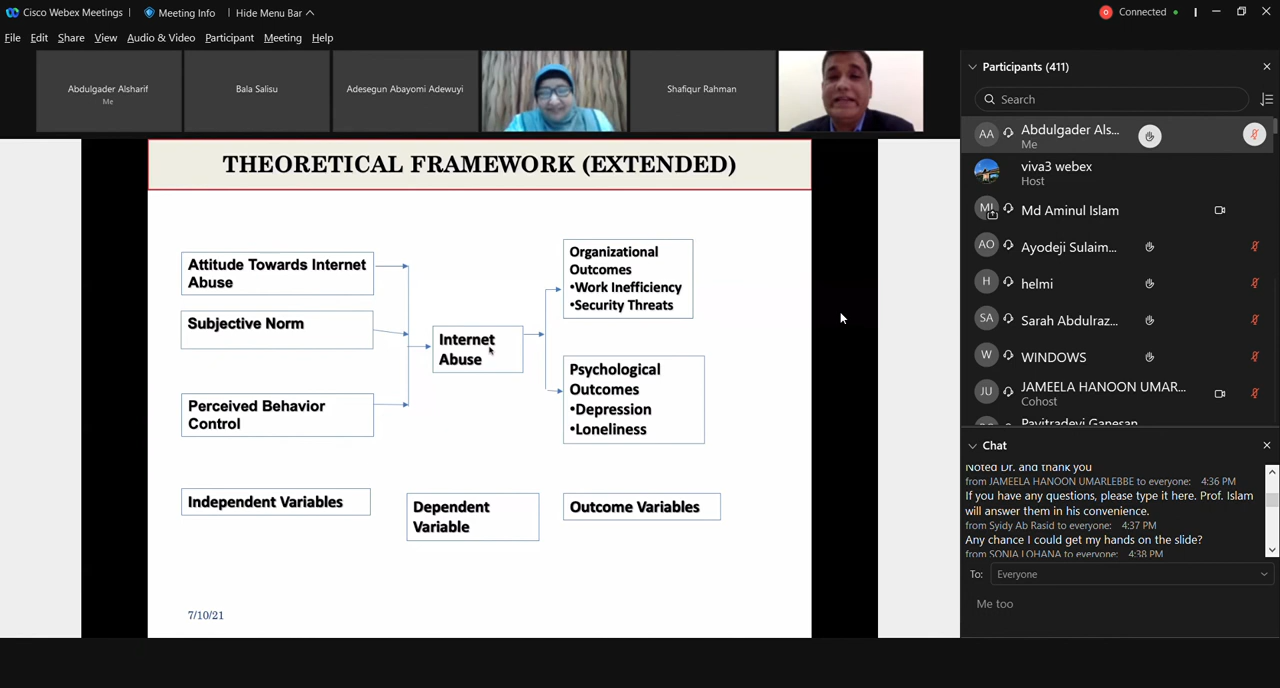 Cisco Webex Meetings
Meeting Info
Hide Menu Bar
Connected
File Edit Share View Audio & Video Participant Meeting Help
Abdulgader Alsharif
Me
Bala Salisu
Adesegun Abayomi Adewuyi
Shafiqur Rahman
THEORETICAL FRAMEWORK (EXTENDED)
Attitude Towards Internet
Abuse
Subjective Norm
Perceived Behavior
Control
Internet
Abuse
Organizational
Outcomes
•Work Inefficiency
•Security Threats
Psychological
Outcomes
•Depression
•Loneliness
Independent Variables
Dependent
Variable
Outcome Variables
7/10/21
Participants (411)
Search
AA Abdulgader Als...
Me
viva3 webex
Host
MI Md Aminul Islam
AO Ayodeji Sulaim...
H helmi
SA Sarah Abdulraz...
W WINDOWS
JU JAMEELA HANOON UMAR...
Cohost
Pavitradevi Ganesan
Chat
Noted Dr. and thank you
from JAMEELA HANOON UMARLEBBE to everyone: 4:36 PM
If you have any questions, please type it here. Prof. Islam
will answer them in his convenience.
from Syidy Ab Rasid to everyone: 4:37 PM
Any chance I could get my hands on the slide?
from SONIA LOHANA to everyone: 4:38 PM
To: Everyone
Me too